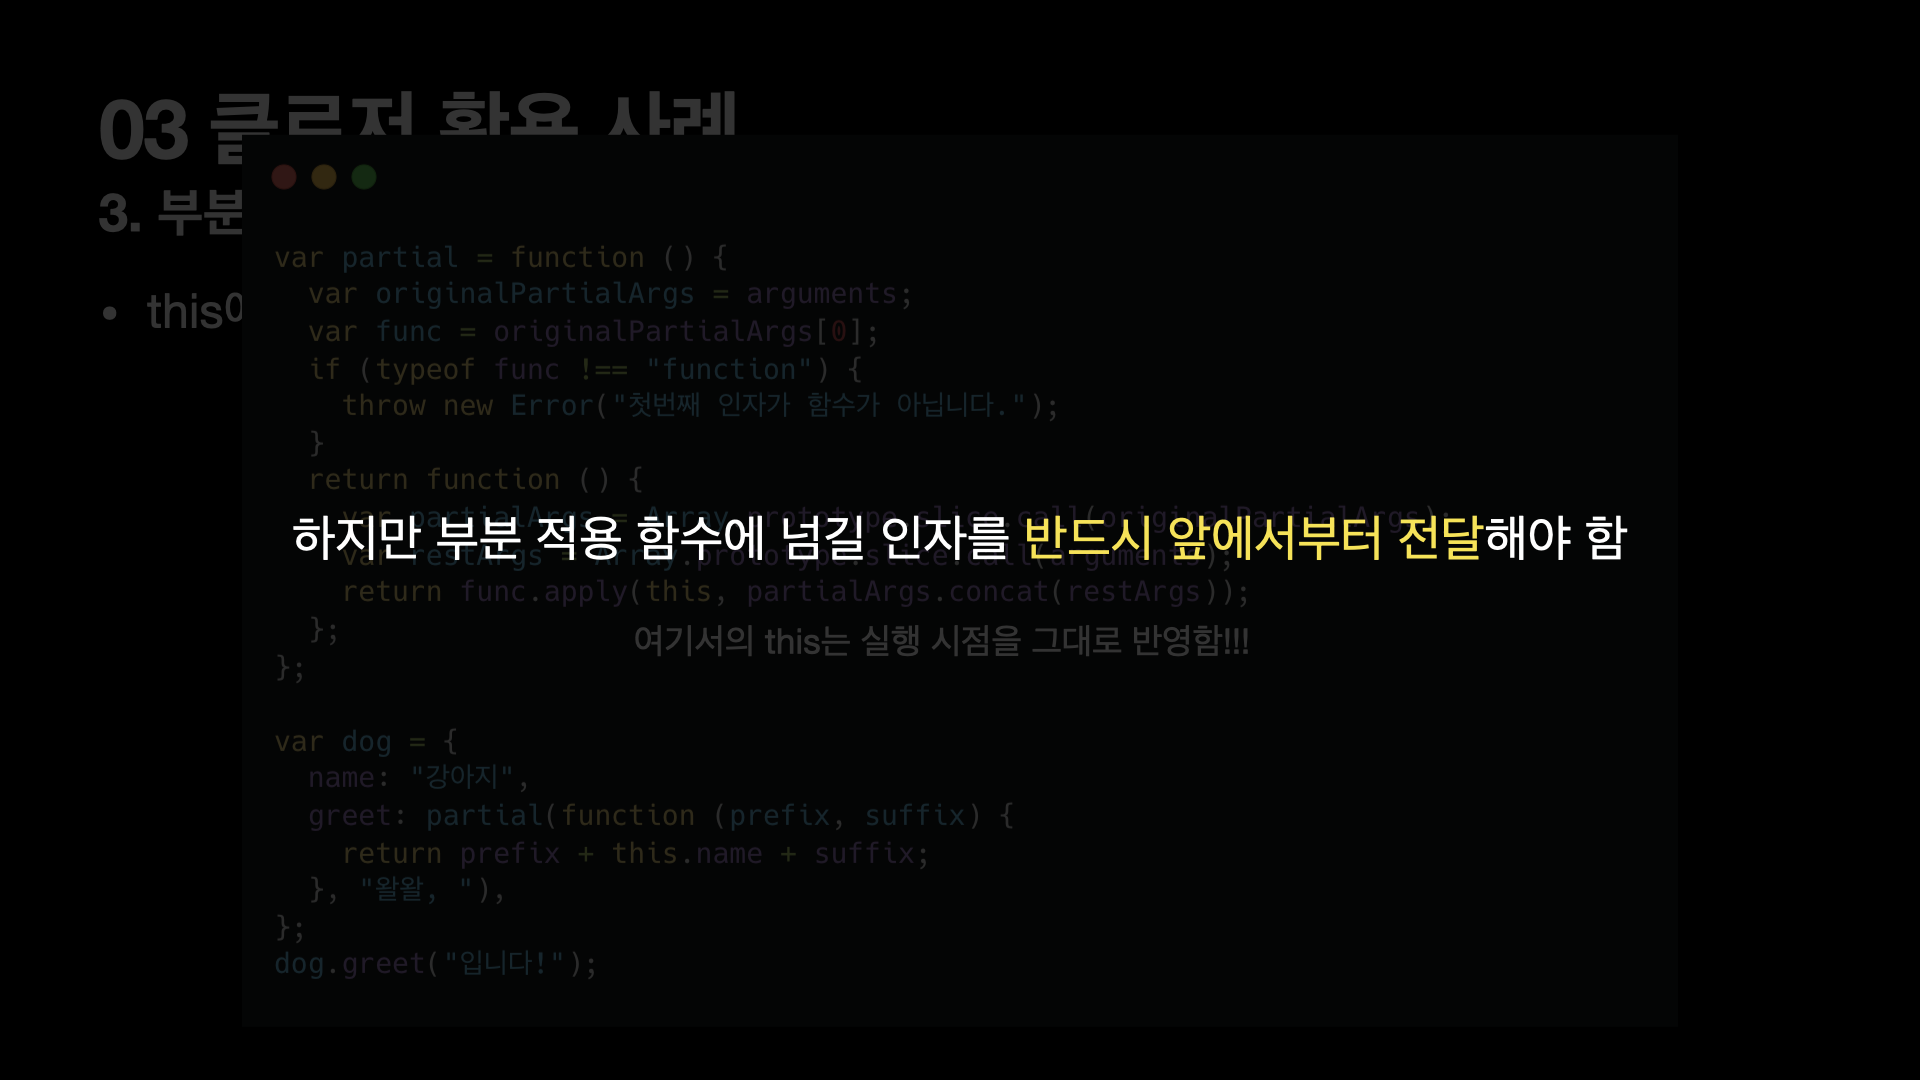 03 클로저 활용 사례
3. 부분
• this에
var partial = function () {
  var originalPartialArgs = arguments;
  var func = originalPartialArgs[0];
  if (typeof func !== "function") {
    throw new Error("첫번째 인자가 함수가 아닙니다.");
  }
  return function () {
    var partialArgs = Array.prototype.slice.call(originalPartialArgs);
하지만 부분 적용 함수에 넘길 인자를 반드시 앞에서부터 전달해야 함
    var restArgs = Array.prototype.slice.call(arguments);
    return func.apply(this, partialArgs.concat(restArgs));
  };
여기서의 this는 실행 시점을 그대로 반영함!!!
};
var dog = {
  name: "강아지",
  greet: partial(function (prefix, suffix) {
    return prefix + this.name + suffix;
  }, "왈왈, "),
};
dog.greet("입니다!");